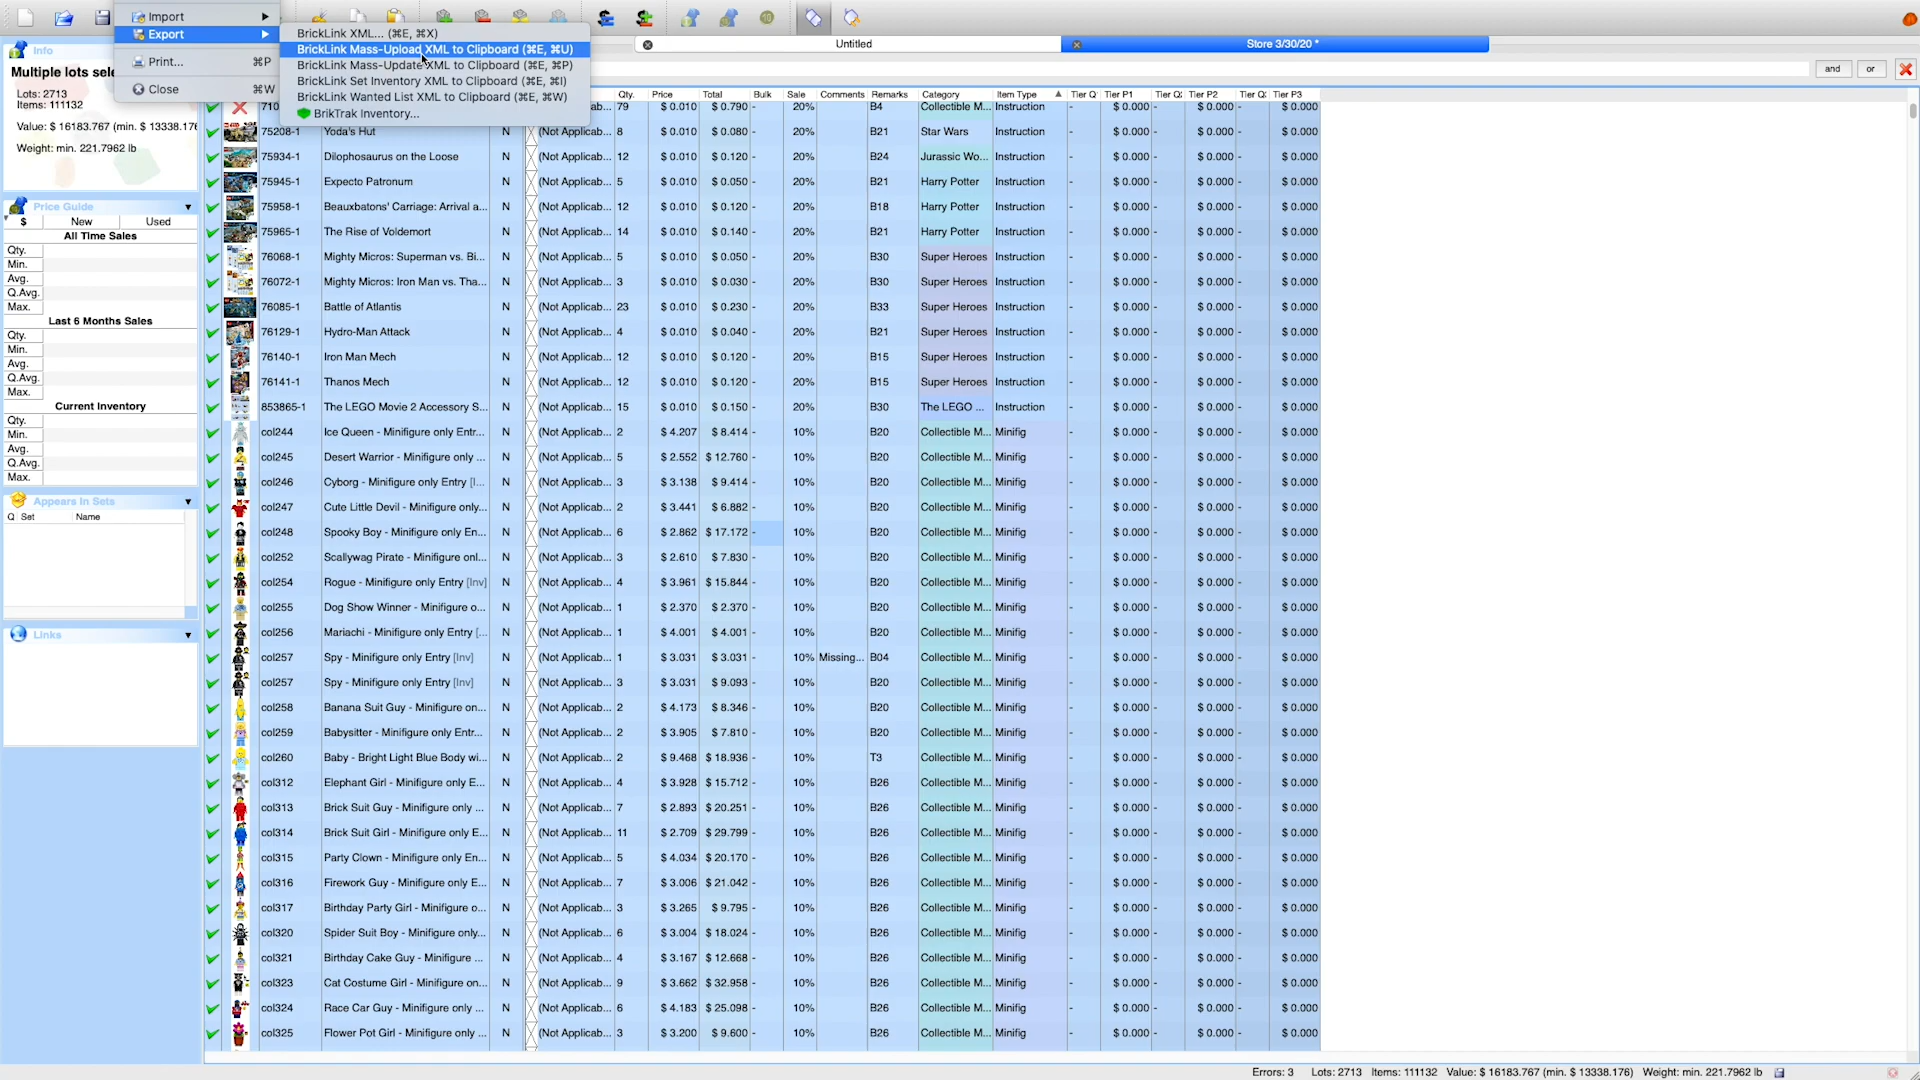 Import
Export
Print... ⌘P
Close ⌘W
BrickLink XML... (⌘E, ⌘X)
BrickLink Mass-Upload XML to Clipboard (⌘E, ⌘U)
BrickLink Mass-Update XML to Clipboard (⌘E, ⌘P)
BrickLink Set Inventory XML to Clipboard (⌘E, ⌘I)
BrickLink Wanted List XML to Clipboard (⌘E, ⌘W)
BrikTrak Inventory...
Untitled
Store 3/30/20 *
and or
Info
Multiple lots
Lots: 2713
Items: 111132
Value: $ 16183.767 (min. $ 13338.176
Weight: min. 221.7962 lb
Price Guide
$ New Used
All Time Sales
Qty.
Min.
Avg.
Q.Avg.
Max.
Last 6 Months Sales
Qty.
Min.
Avg.
Q.Avg.
Max.
Current Inventory
Qty.
Min.
Avg.
Q.Avg.
Max.
Appears In Sets
Q Set Name
Links
Qty. Price Total Bulk Sale Comments Remarks Category Item Type Tier Q Tier P1 Tier Q Tier P2 Tier Q Tier P3
79 $ 0.010 $ 0.790 - 20% B4 Collectible M... Instruction - $ 0.000 - $ 0.000 - $ 0.000
75208-1 Yoda's Hut N (Not Applicab... 8 $ 0.010 $ 0.080 - 20% B21 Star Wars Instruction - $ 0.000 - $ 0.000 - $ 0.000
75934-1 Dilophosaurus on the Loose N (Not Applicab... 12 $ 0.010 $ 0.120 - 20% B24 Jurassic Wo... Instruction - $ 0.000 - $ 0.000 - $ 0.000
75945-1 Expecto Patronum N (Not Applicab... 5 $ 0.010 $ 0.050 - 20% B21 Harry Potter Instruction - $ 0.000 - $ 0.000 - $ 0.000
75958-1 Beauxbatons' Carriage: Arrival a... N (Not Applicab... 12 $ 0.010 $ 0.120 - 20% B18 Harry Potter Instruction - $ 0.000 - $ 0.000 - $ 0.000
75965-1 The Rise of Voldemort N (Not Applicab... 14 $ 0.010 $ 0.140 - 20% B21 Harry Potter Instruction - $ 0.000 - $ 0.000 - $ 0.000
76068-1 Mighty Micros: Superman vs. Bi... N (Not Applicab... 5 $ 0.010 $ 0.050 - 20% B30 Super Heroes Instruction - $ 0.000 - $ 0.000 - $ 0.000
76072-1 Mighty Micros: Iron Man vs. Tha... N (Not Applicab... 3 $ 0.010 $ 0.030 - 20% B30 Super Heroes Instruction - $ 0.000 - $ 0.000 - $ 0.000
76085-1 Battle of Atlantis N (Not Applicab... 23 $ 0.010 $ 0.230 - 20% B33 Super Heroes Instruction - $ 0.000 - $ 0.000 - $ 0.000
76129-1 Hydro-Man Attack N (Not Applicab... 4 $ 0.010 $ 0.040 - 20% B21 Super Heroes Instruction - $ 0.000 - $ 0.000 - $ 0.000
76140-1 Iron Man Mech N (Not Applicab... 12 $ 0.010 $ 0.120 - 20% B15 Super Heroes Instruction - $ 0.000 - $ 0.000 - $ 0.000
76141-1 Thanos Mech N (Not Applicab... 12 $ 0.010 $ 0.120 - 20% B15 Super Heroes Instruction - $ 0.000 - $ 0.000 - $ 0.000
853865-1 The LEGO Movie 2 Accessory S... N (Not Applicab... 15 $ 0.010 $ 0.150 - 20% B30 The LEGO ... Instruction - $ 0.000 - $ 0.000 - $ 0.000
col244 Ice Queen - Minifigure only Entr... N (Not Applicab... 2 $ 4.207 $ 8.414 - 10% B20 Collectible M... Minifig - $ 0.000 - $ 0.000 - $ 0.000
col245 Desert Warrior - Minifigure only ... N (Not Applicab... 5 $ 2.552 $ 12.760 - 10% B20 Collectible M... Minifig - $ 0.000 - $ 0.000 - $ 0.000
col246 Cyborg - Minifigure only Entry [I... N (Not Applicab... 3 $ 3.138 $ 9.414 - 10% B20 Collectible M... Minifig - $ 0.000 - $ 0.000 - $ 0.000
col247 Cute Little Devil - Minifigure only... N (Not Applicab... 2 $ 3.441 $ 6.882 - 10% B20 Collectible M... Minifig - $ 0.000 - $ 0.000 - $ 0.000
col248 Spooky Boy - Minifigure only En... N (Not Applicab... 6 $ 2.862 $ 17.172 - 10% B20 Collectible M... Minifig - $ 0.000 - $ 0.000 - $ 0.000
col252 Scallywag Pirate - Minifigure onl... N (Not Applicab... 3 $ 2.610 $ 7.830 - 10% B20 Collectible M... Minifig - $ 0.000 - $ 0.000 - $ 0.000
col254 Rogue - Minifigure only Entry [Inv] N (Not Applicab... 4 $ 3.961 $ 15.844 - 10% B20 Collectible M... Minifig - $ 0.000 - $ 0.000 - $ 0.000
col255 Dog Show Winner - Minifigure o... N (Not Applicab... 1 $ 2.370 $ 2.370 - 10% B20 Collectible M... Minifig - $ 0.000 - $ 0.000 - $ 0.000
col256 Mariachi - Minifigure only Entry [... N (Not Applicab... 1 $ 4.001 $ 4.001 - 10% B20 Collectible M... Minifig - $ 0.000 - $ 0.000 - $ 0.000
col257 Spy - Minifigure only Entry [Inv] N (Not Applicab... 1 $ 3.031 $ 3.031 - 10% Missing... B04 Collectible M... Minifig - $ 0.000 - $ 0.000 - $ 0.000
col257 Spy - Minifigure only Entry [Inv] N (Not Applicab... 3 $ 3.031 $ 9.093 - 10% B20 Collectible M... Minifig - $ 0.000 - $ 0.000 - $ 0.000
col258 Banana Suit Guy - Minifigure on... N (Not Applicab... 2 $ 4.173 $ 8.346 - 10% B20 Collectible M... Minifig - $ 0.000 - $ 0.000 - $ 0.000
col259 Babysitter - Minifigure only Entr... N (Not Applicab... 2 $ 3.905 $ 7.810 - 10% B20 Collectible M... Minifig - $ 0.000 - $ 0.000 - $ 0.000
col260 Baby - Bright Light Blue Body wi... N (Not Applicab... 2 $ 9.468 $ 18.936 - 10% T3 Collectible M... Minifig - $ 0.000 - $ 0.000 - $ 0.000
col312 Elephant Girl - Minifigure only E... N (Not Applicab... 4 $ 3.928 $ 15.712 - 10% B26 Collectible M... Minifig - $ 0.000 - $ 0.000 - $ 0.000
col313 Brick Suit Guy - Minifigure only ... N (Not Applicab... 7 $ 2.893 $ 20.251 - 10% B26 Collectible M... Minifig - $ 0.000 - $ 0.000 - $ 0.000
col314 Brick Suit Girl - Minifigure only E... N (Not Applicab... 11 $ 2.709 $ 29.799 - 10% B26 Collectible M... Minifig - $ 0.000 - $ 0.000 - $ 0.000
col315 Party Clown - Minifigure only En... N (Not Applicab... 5 $ 4.034 $ 20.170 - 10% B26 Collectible M... Minifig - $ 0.000 - $ 0.000 - $ 0.000
col316 Firework Guy - Minifigure only E... N (Not Applicab... 7 $ 3.006 $ 21.042 - 10% B26 Collectible M... Minifig - $ 0.000 - $ 0.000 - $ 0.000
col317 Birthday Party Girl - Minifigure o... N (Not Applicab... 3 $ 3.265 $ 9.795 - 10% B26 Collectible M... Minifig - $ 0.000 - $ 0.000 - $ 0.000
col320 Spider Suit Boy - Minifigure only... N (Not Applicab... 6 $ 3.004 $ 18.024 - 10% B26 Collectible M... Minifig - $ 0.000 - $ 0.000 - $ 0.000
col321 Birthday Cake Guy - Minifigure ... N (Not Applicab... 4 $ 3.167 $ 12.668 - 10% B26 Collectible M... Minifig - $ 0.000 - $ 0.000 - $ 0.000
col323 Cat Costume Girl - Minifigure on... N (Not Applicab... 9 $ 3.662 $ 32.958 - 10% B26 Collectible M... Minifig - $ 0.000 - $ 0.000 - $ 0.000
col324 Race Car Guy - Minifigure only ... N (Not Applicab... 6 $ 4.183 $ 25.098 - 10% B26 Collectible M... Minifig - $ 0.000 - $ 0.000 - $ 0.000
col325 Flower Pot Girl - Minifigure only ... N (Not Applicab... 3 $ 3.200 $ 9.600 - 10% B26 Collectible M... Minifig - $ 0.000 - $ 0.000 - $ 0.000
Errors: 3 Lots: 2713 Items: 111132 Value: $ 16183.767 (min. $ 13338.176) Weight: min. 221.7962 lb